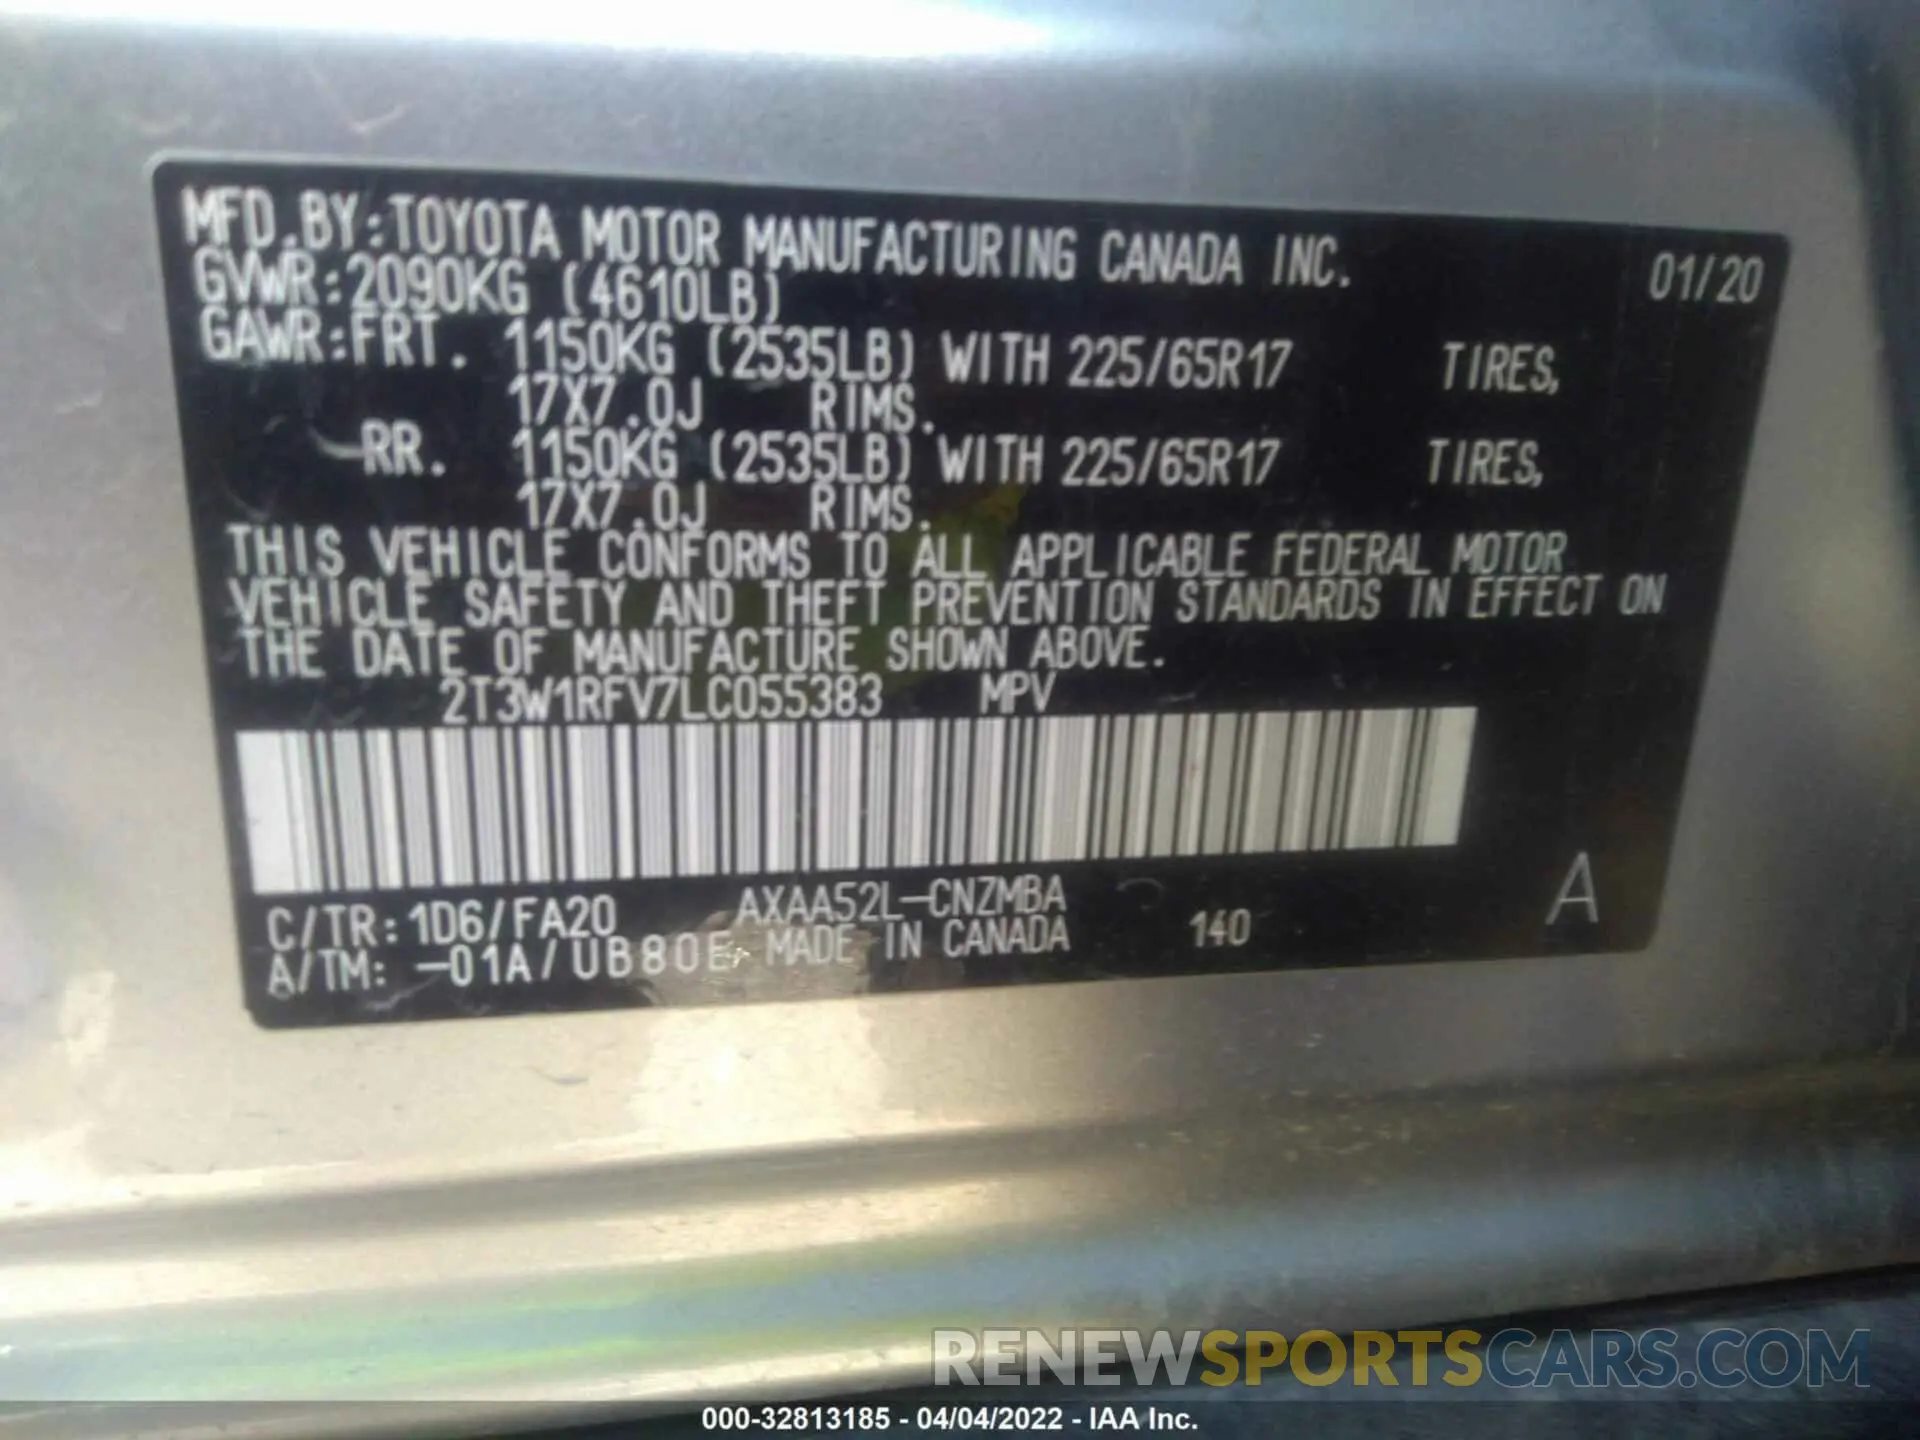 MFD.BY:TOYOTA MOTOR MANUFACTURING CANADA INC. 01/20
GVWR:2090KG (4610LB)
GAWR:FRT. 1150KG (2535LB) WITH 225/65R17 TIRES,
17X7.0J RIMS.
RR. 1150KG (2535LB) WITH 225/65R17 TIRES,
17X7.0J RIMS.
THIS VEHICLE CONFORMS TO ALL APPLICABLE FEDERAL MOTOR
VEHICLE SAFETY AND THEFT PREVENTION STANDARDS IN EFFECT ON
THE DATE OF MANUFACTURE SHOWN ABOVE.
2T3W1RFV7LC055383 MPV
C/TR:1D6/FA20 AXAA52L-CNZMBA
A/TM: -01A/UB80E MADE IN CANADA 140 A
RENEWSPORTSCARS.COM
000-32813185 - 04/04/2022 - IAA Inc.